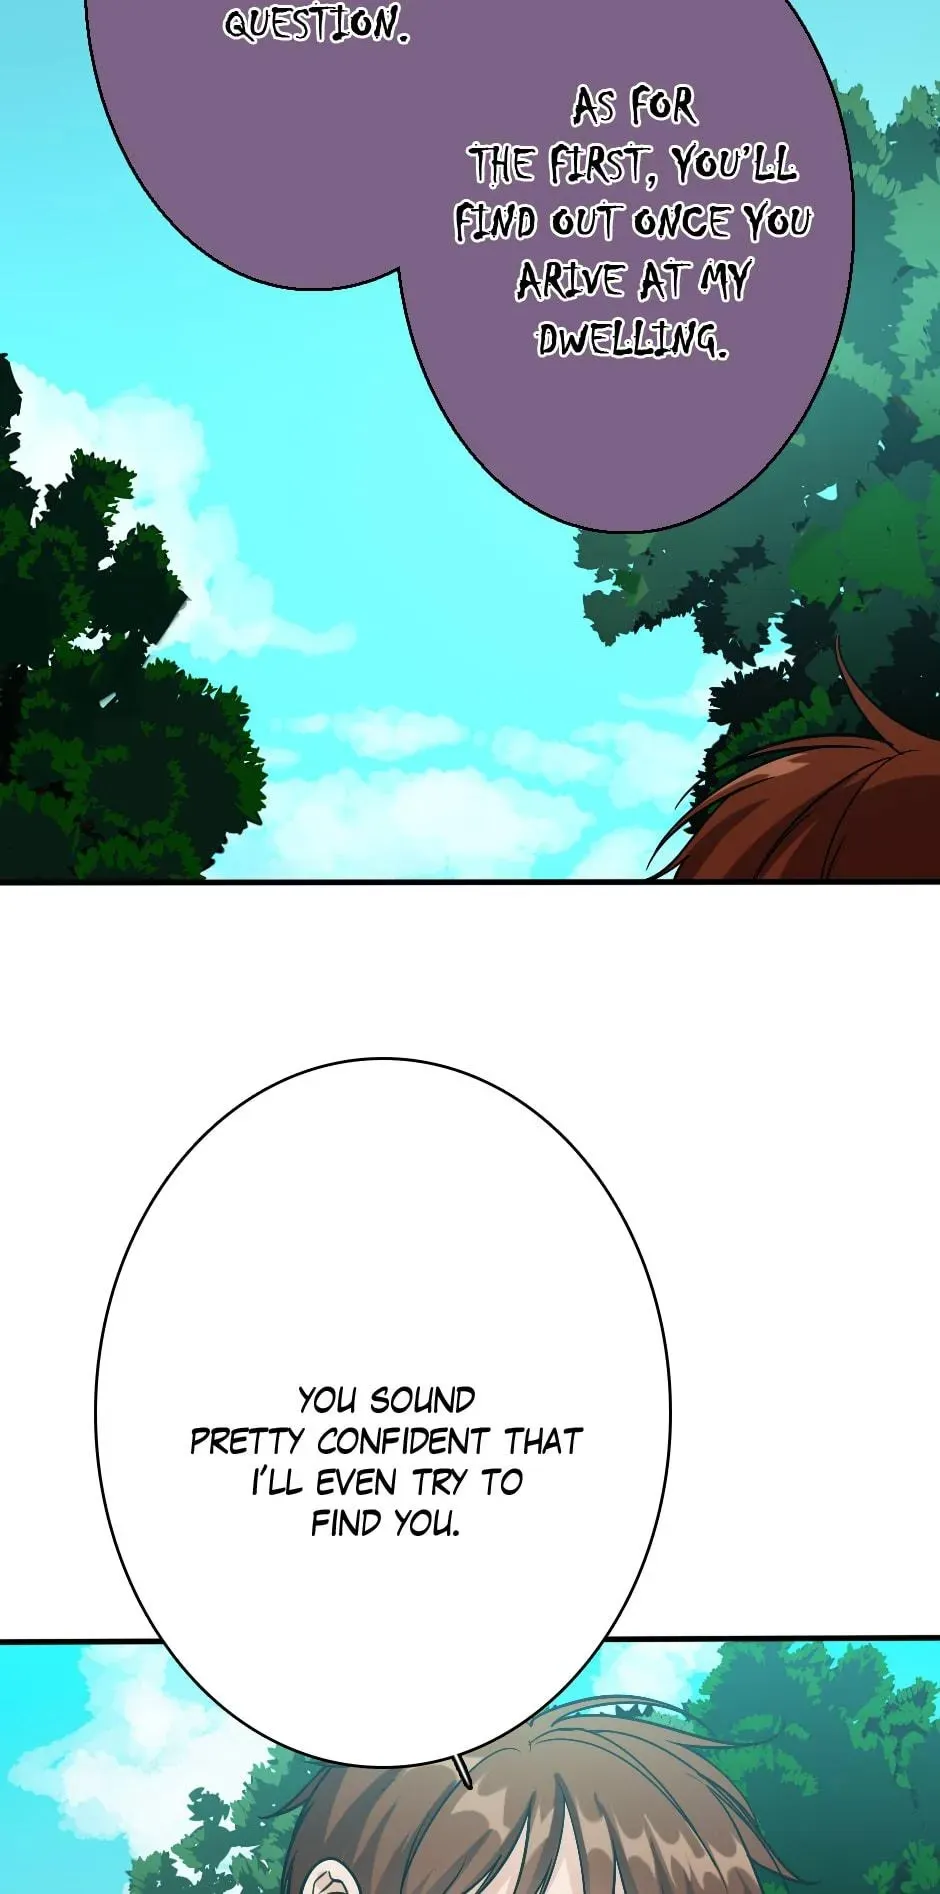 QUESTION.
AS FOR
THE FIRST, YOU'LL
FIND OUT ONCE YOU
ARIVE AT MY
DWELLING.
YOU SOUND
PRETTY CONFIDENT THAT
I'LL EVEN TRY TO
FIND YOU.